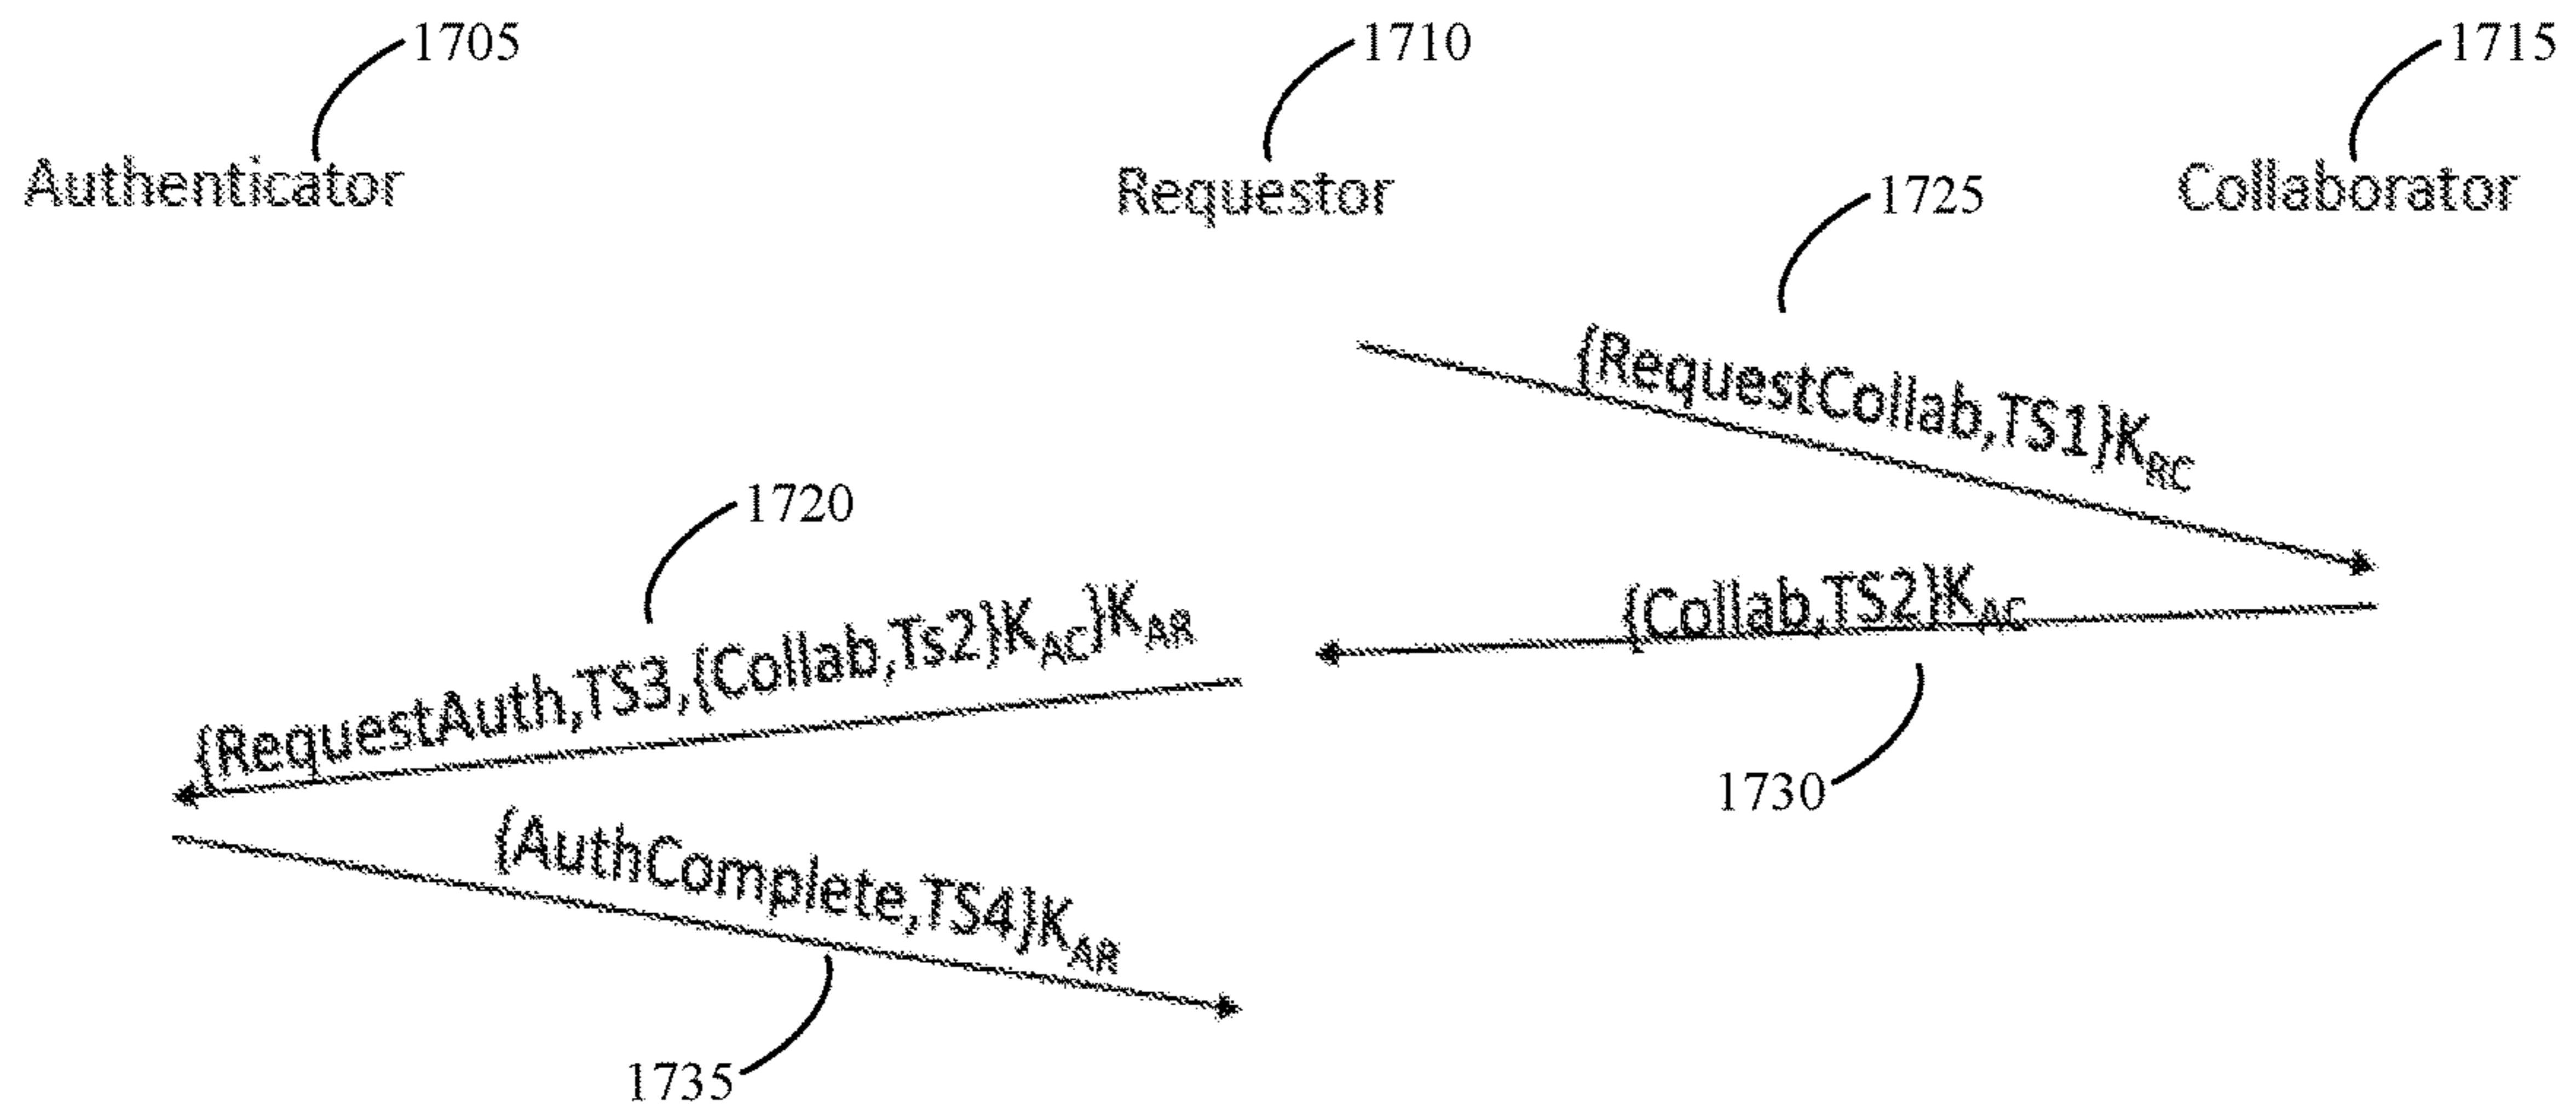 1705
1710
1715
Authenticator
Requestor
Collaborator
1725
{RequestCollab,TS1}K_RC
1720
{Collab,TS2}K_AC
{RequestAuth,TS3,{Collab,Ts2}K_AC}K_AR
1730
{AuthComplete,TS4}K_AR
1735